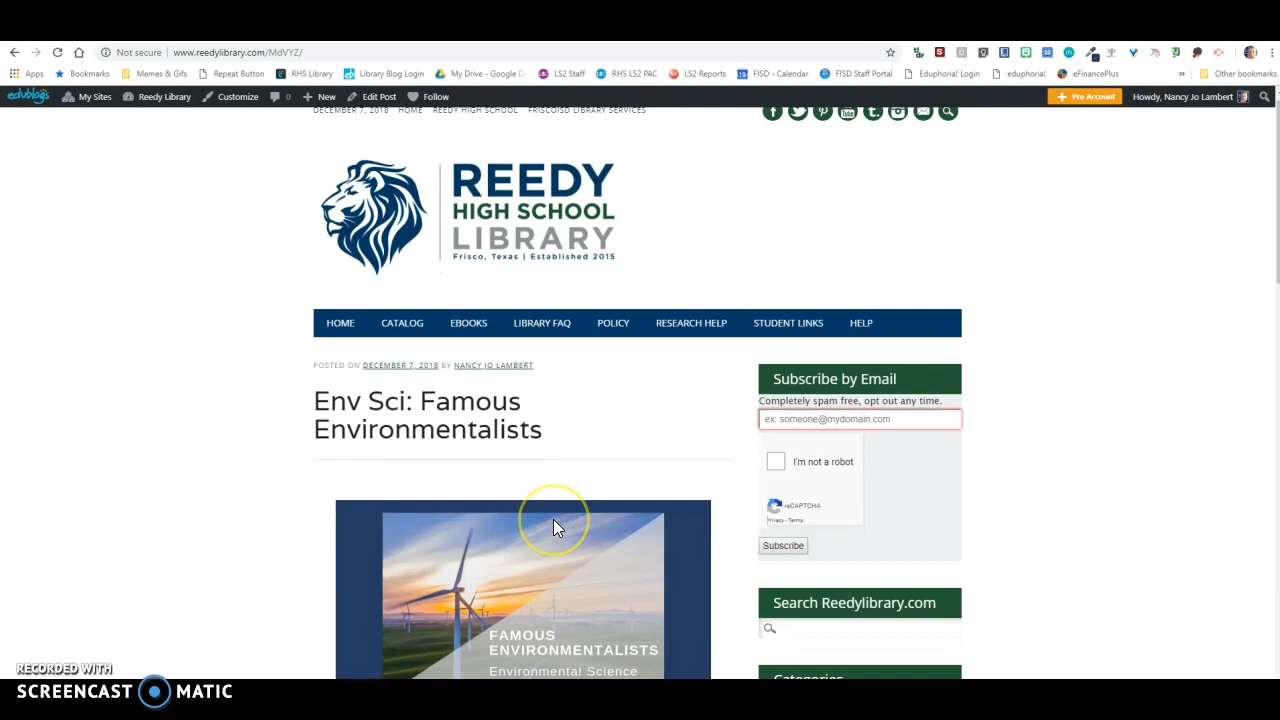 Not secure www.reedylibrary.com/MdVYZ/
Apps Bookmarks Memes & Gifs Repeat Button RHS Library Library Blog Login My Drive - Google D LS2 Staff RHS LS2 PAC LS2 Reports FISD - Calendar FISD Staff Portal Eduphorial Login eduphorial eFinancePlus » Other bookmarks
edublogs My Sites Reedy Library Customize 0 New Edit Post Follow Pro Account Howdy, Nancy Jo Lambert
DECEMBER 7, 2018 HOME REEDY HIGH SCHOOL FRISCOISD LIBRARY SERVICES
REEDY
HIGH SCHOOL
LIBRARY
Frisco, Texas | Established 2015
HOME CATALOG EBOOKS LIBRARY FAQ POLICY RESEARCH HELP STUDENT LINKS HELP
POSTED ON DECEMBER 7, 2018 BY NANCY JO LAMBERT
Env Sci: Famous
Environmentalists
Subscribe by Email
Completely spam free, opt out any time.
ex: someone@mydomain.com
I'm not a robot
reCAPTCHA
Privacy - Terms
Subscribe
Search Reedylibrary.com
FAMOUS
ENVIRONMENTALISTS
Environmental Science
Categories
RECORDED WITH
SCREENCAST MATIC